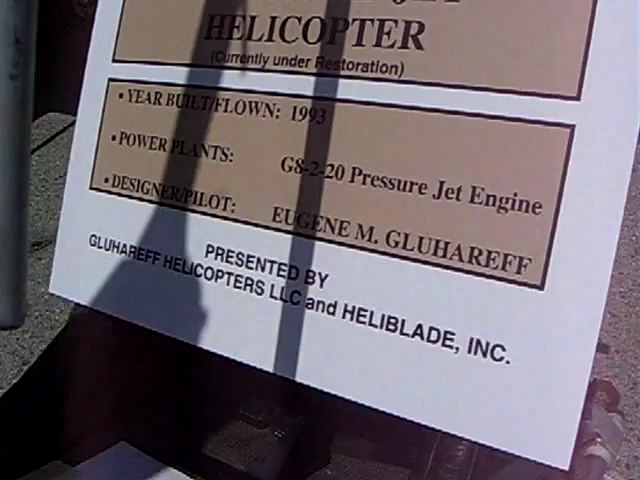 HELICOPTER
(Currently under Restoration)
• YEAR BUILT/FLOWN: 1993
• POWER PLANTS: G8-2-20 Pressure Jet Engine
• DESIGNER/PILOT: EUGENE M. GLUHAREFF
PRESENTED BY
GLUHAREFF HELICOPTERS LLC and HELIBLADE, INC.